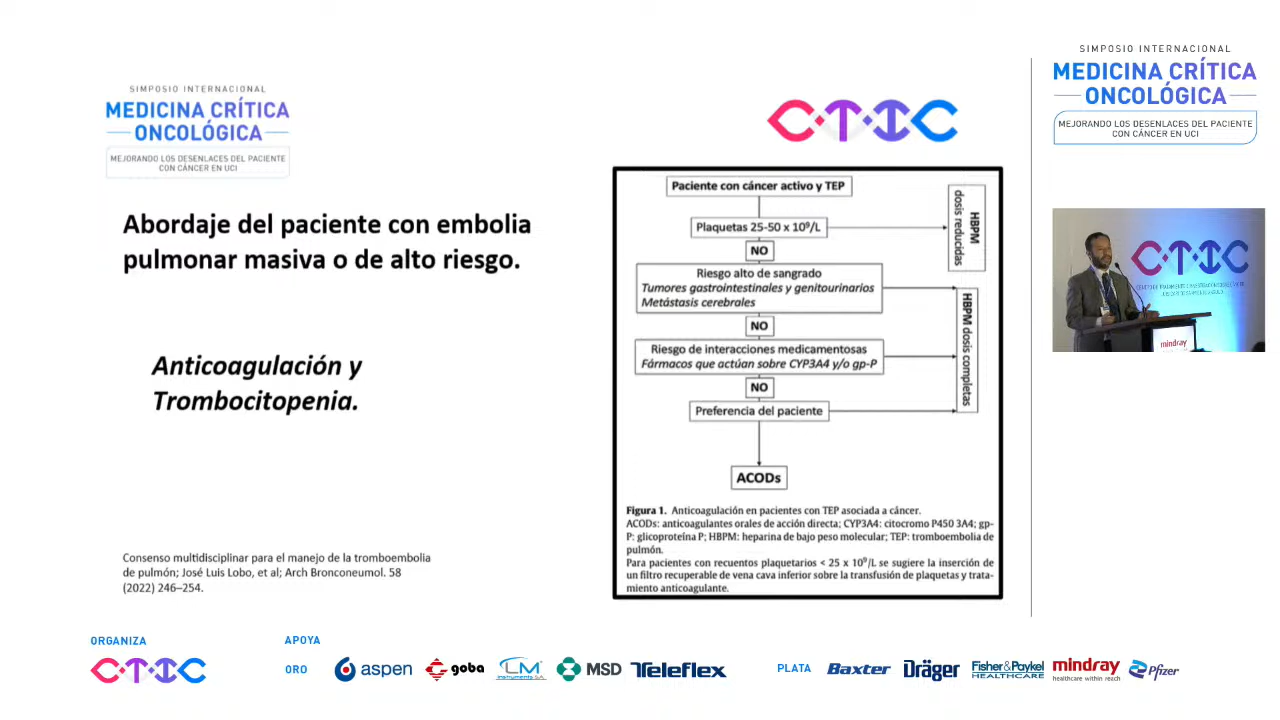 SIMPOSIO INTERNACIONAL
MEDICINA CRÍTICA
ONCOLÓGICA
MEJORANDO LOS DESENLACES DEL PACIENTE
CON CÁNCER EN UCI
CTIC
Abordaje del paciente con embolia
pulmonar masiva o de alto riesgo.
Anticoagulación y
Trombocitopenia.
Consenso multidisciplinar para el manejo de la tromboembolia
de pulmón; José Luis Lobo, et al; Arch Bronconeumol. 58
(2022) 246–254.
Paciente con cáncer activo y TEP
Plaquetas 25-50 x 10⁹/L
HBPM
dosis reducidas
NO
Riesgo alto de sangrado
Tumores gastrointestinales y genitourinarios
Metástasis cerebrales
NO
Riesgo de interacciones medicamentosas
Fármacos que actúan sobre CYP3A4 y/o gp-P
HBPM dosis completas
NO
Preferencia del paciente
ACODs
Figura 1. Anticoagulación en pacientes con TEP asociada a cáncer.
ACODs: anticoagulantes orales de acción directa; CYP3A4: citocromo P450 3A4; gp-
P: glicoproteína P; HBPM: heparina de bajo peso molecular; TEP: tromboembolia de
pulmón.
Para pacientes con recuentos plaquetarios < 25 x 10⁹/L se sugiere la inserción de
un filtro recuperable de vena cava inferior sobre la transfusión de plaquetas y trata-
miento anticoagulante.
SIMPOSIO INTERNACIONAL
MEDICINA CRÍTICA
ONCOLÓGICA
MEJORANDO LOS DESENLACES DEL PACIENTE
CON CÁNCER EN UCI
CTIC
mindray
ORGANIZA
CTIC
APOYA
ORO
aspen
goba
LM
instruments S.A.
MSD
Teleflex
PLATA
Baxter
Dräger
Fisher & Paykel
HEALTHCARE
mindray
healthcare within reach
Pfizer